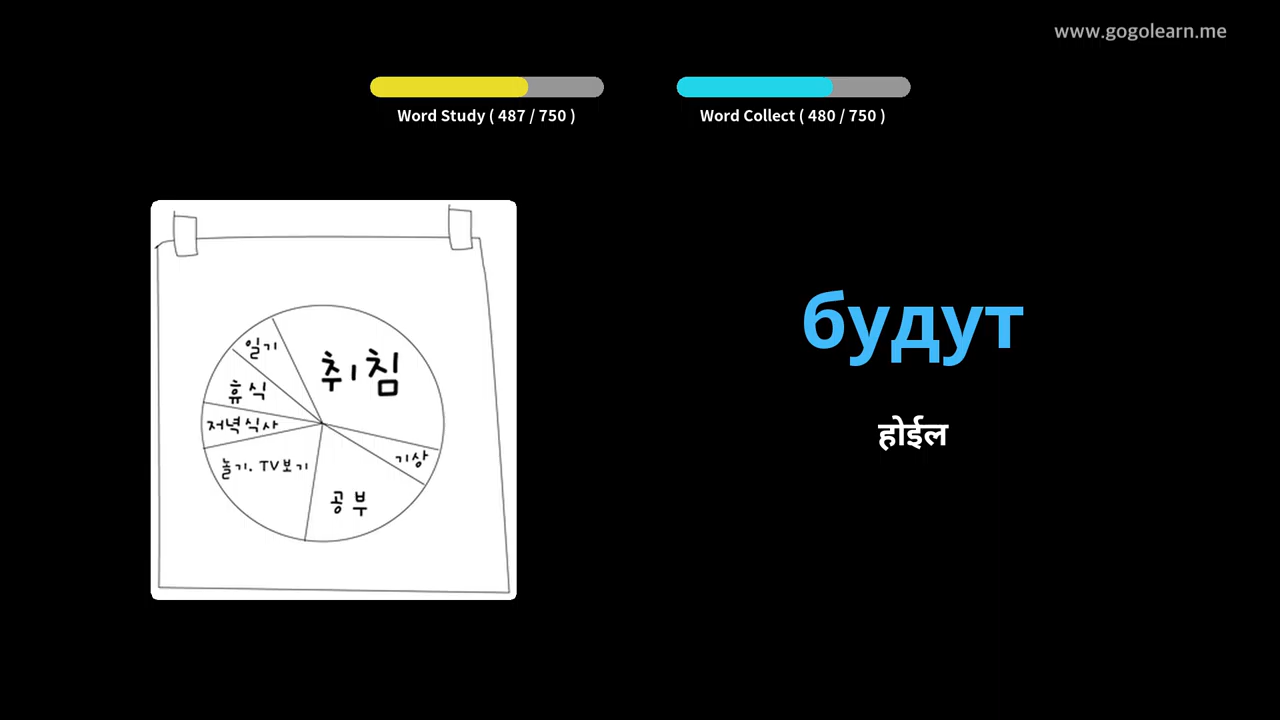 www.gogolearn.me
Word Study ( 487 / 750 )
Word Collect ( 480 / 750 )
일기
취침
휴식
저녁식사
놀기. TV보기
기상
공부
будут
होईल